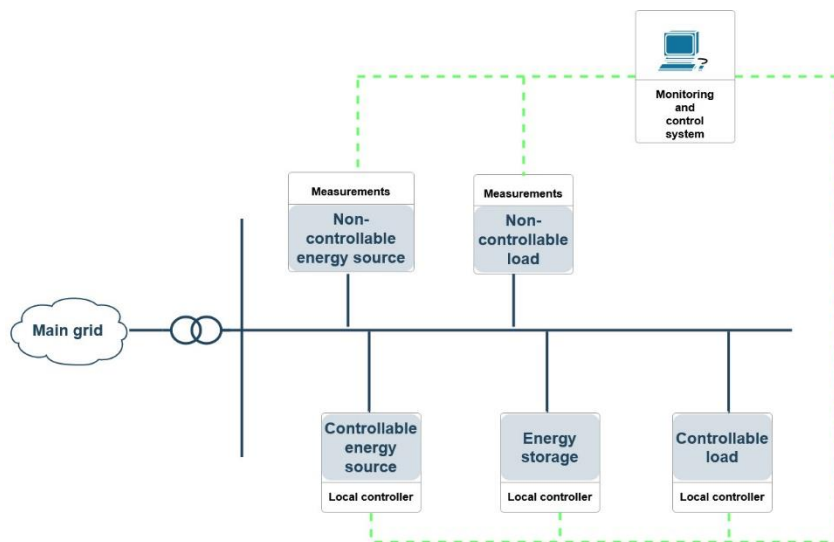 Monitoring
and
control
system
Measurements
Non-
controllable
energy source
Measurements
Non-
controllable
load
Main grid
Controllable
energy
source
Local controller
Energy
storage
Local controller
Controllable
load
Local controller